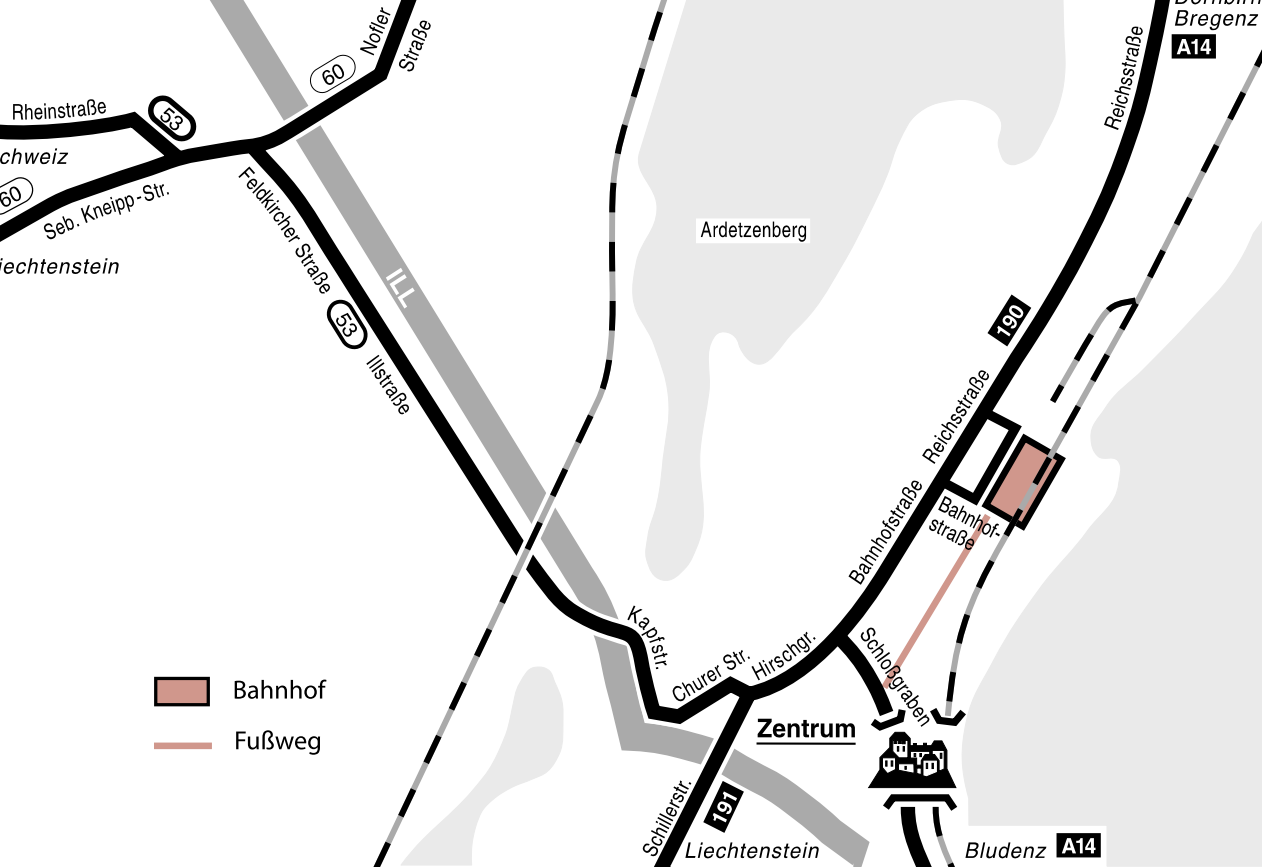 Bregenz
A14
Nofler
Straße
60
Rheinstraße
53
chweiz
60
Seb. Kneipp-Str.
iechtenstein
Feldkircher Straße
ILL
53
Illstraße
Ardetzenberg
Reichsstraße
190
Reichsstraße
Bahnhofstraße
Bahnhof-
straße
Kapfstr.
Churer Str.
Hirschgr.
Schloßgraben
Bahnhof
Fußweg
Zentrum
Schillerstr.
191
Liechtenstein
Bludenz
A14